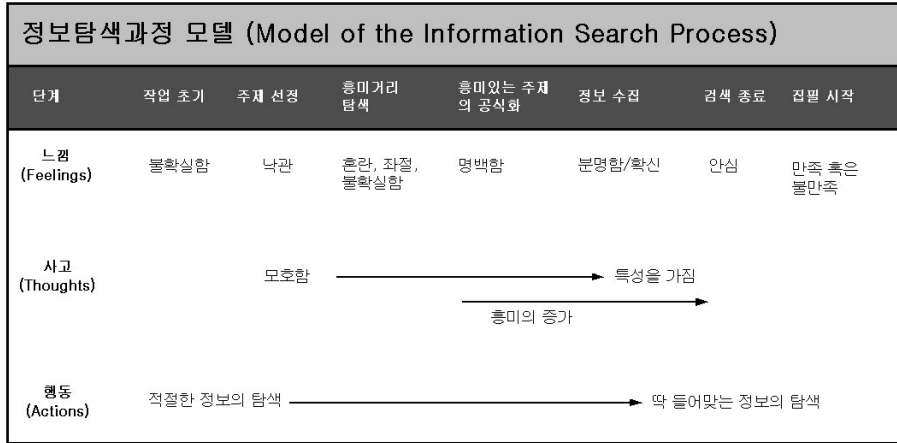 정보탐색과정 모델 (Model of the Information Search Process)
단계 작업 초기 주제 선정 흥미거리 탐색 흥미있는 주제의 공식화 정보 수집 검색 종료 집필 시작
느낌 (Feelings) 불확실함 낙관 혼란, 좌절, 불확실함 명백함 분명함/확신 안심 만족 혹은 불만족
사고 (Thoughts) 모호함 특성을 가짐
흥미의 증가
행동 (Actions) 적절한 정보의 탐색 딱 들어맞는 정보의 탐색